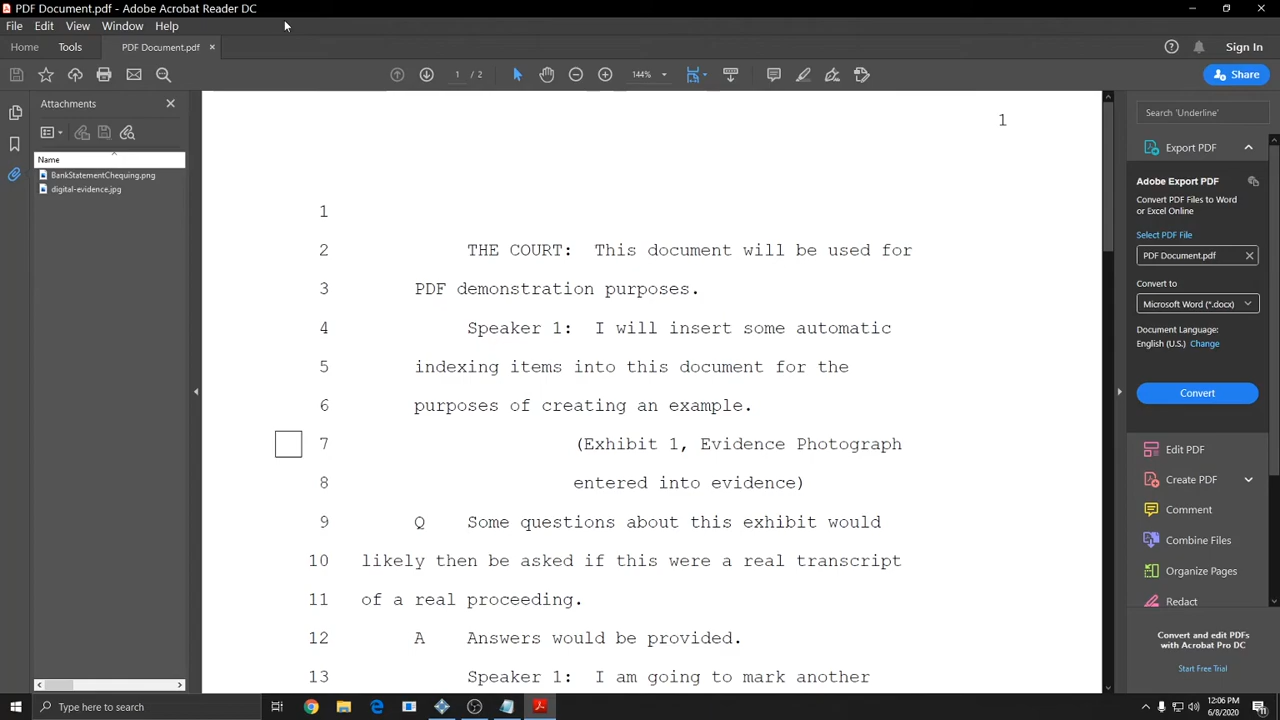 PDF Document.pdf - Adobe Acrobat Reader DC
File Edit View Window Help
Home Tools PDF Document.pdf × Sign In
1 / 2 144% Share
Attachments
Name
BankStatementChequing.png
digital-evidence.jpg
1
1
2 THE COURT: This document will be used for
3 PDF demonstration purposes.
4 Speaker 1: I will insert some automatic
5 indexing items into this document for the
6 purposes of creating an example.
7 (Exhibit 1, Evidence Photograph
8 entered into evidence)
9 Q Some questions about this exhibit would
10 likely then be asked if this were a real transcript
11 of a real proceeding.
12 A Answers would be provided.
13 Speaker 1: I am going to mark another
Search 'Underline'
Export PDF
Adobe Export PDF
Convert PDF Files to Word
or Excel Online
Select PDF File
PDF Document.pdf
Convert to
Microsoft Word (*.docx)
Document Language:
English (U.S.) Change
Convert
Edit PDF
Create PDF
Comment
Combine Files
Organize Pages
Redact
Convert and edit PDFs
with Acrobat Pro DC
Start Free Trial
Type here to search
12:06 PM
6/8/2020